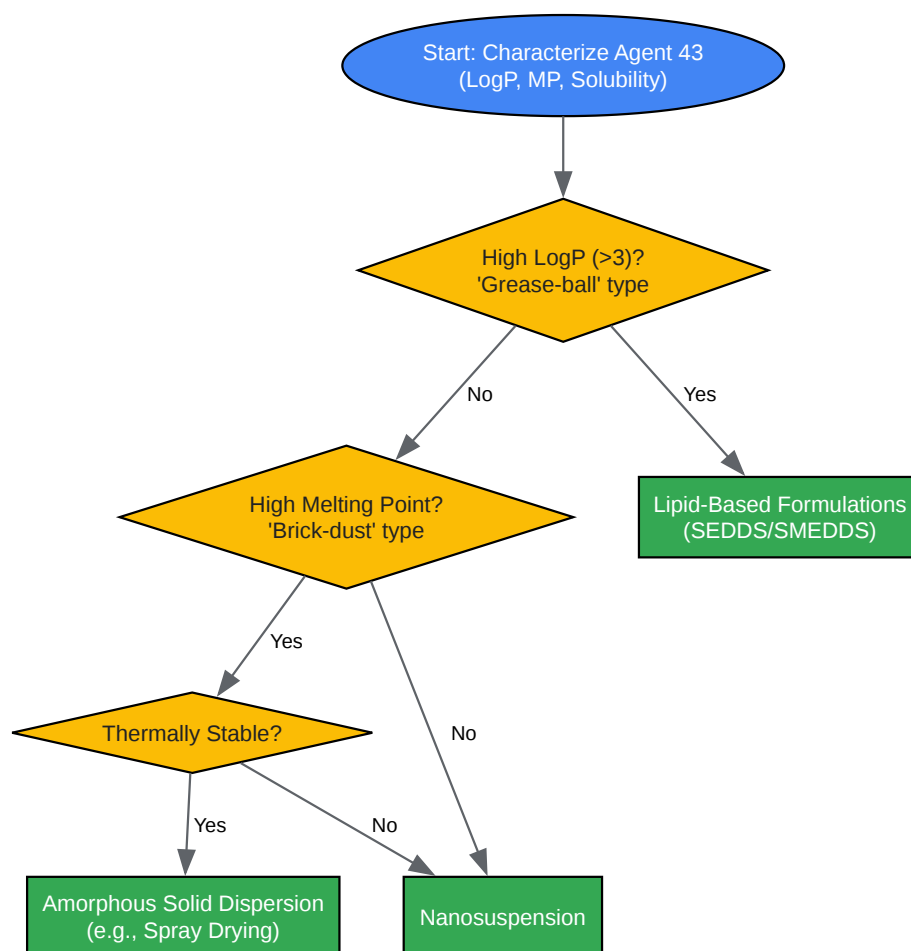 Start: Characterize Agent 43
(LogP, MP, Solubility)
High LogP (>3)?
'Grease-ball' type
No
Yes
High Melting Point?
'Brick-dust' type
Lipid-Based Formulations
(SEDDS/SMEDDS)
Yes
No
Thermally Stable?
Yes
No
Amorphous Solid Dispersion
(e.g., Spray Drying)
Nanosuspension